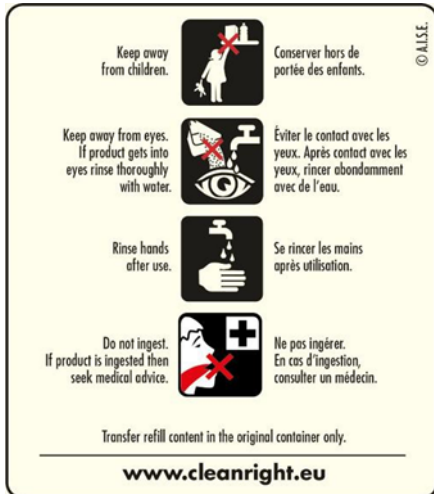 © A.I.S.E.
Keep away
from children.
Conserver hors de
portée des enfants.
Keep away from eyes.
If product gets into
eyes rinse thoroughly
with water.
Éviter le contact avec les
yeux. Après contact avec les
yeux, rincer abondamment
avec de l'eau.
Rinse hands
after use.
Se rincer les mains
après utilisation.
Do not ingest.
If product is ingested then
seek medical advice.
Ne pas ingérer.
En cas d'ingestion,
consulter un médecin.
Transfer refill content in the original container only.
www.cleanright.eu